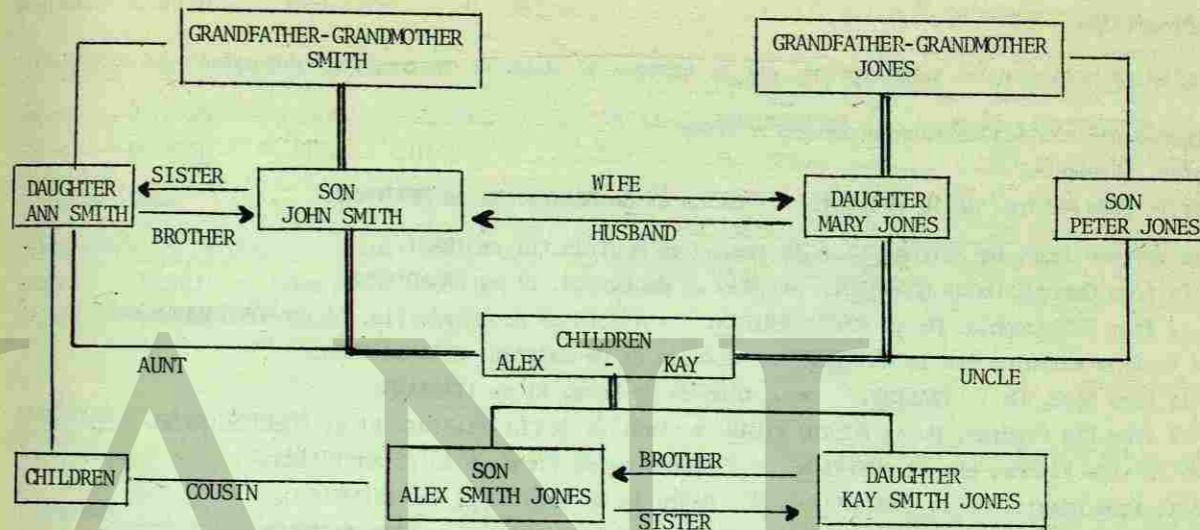 GRANDFATHER-GRANDMOTHER
SMITH
GRANDFATHER-GRANDMOTHER
JONES
DAUGHTER
ANN SMITH
SISTER
BROTHER
SON
JOHN SMITH
WIFE
HUSBAND
DAUGHTER
MARY JONES
SON
PETER JONES
CHILDREN
ALEX - KAY
AUNT
UNCLE
CHILDREN
COUSIN
SON
ALEX SMITH JONES
BROTHER
SISTER
DAUGHTER
KAY SMITH JONES